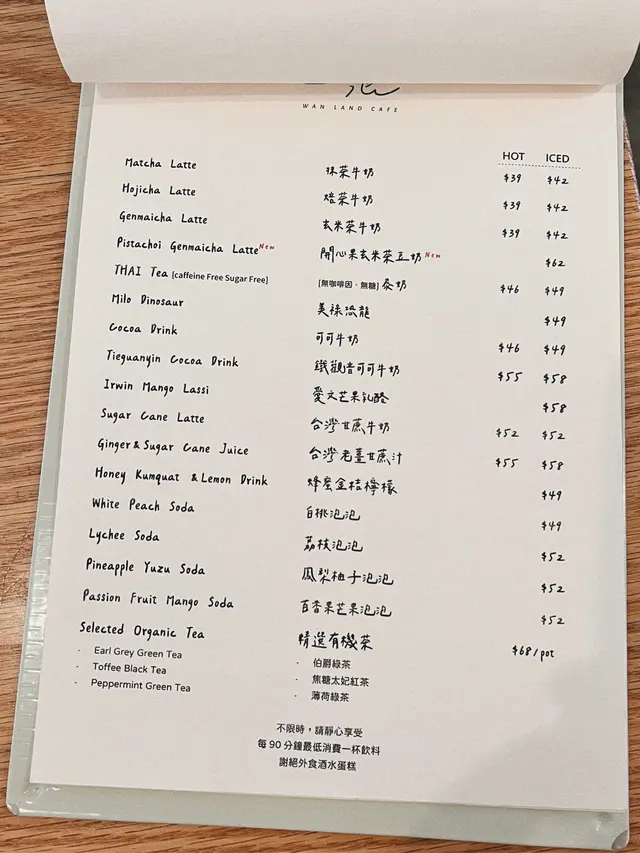 WAN LAND CAFE
HOT ICED
Matcha Latte 抹茶牛奶 $39 $42
Hojicha Latte 焙茶牛奶 $39 $42
Genmaicha Latte 玄米茶牛奶 $39 $42
Pistachoi Genmaicha Latte New 開心果玄米茶豆奶 New $62
THAI Tea [caffeine Free Sugar Free] [無咖啡因·無糖] 泰奶 $46 $49
Milo Dinosaur 美祿恐龍 $49
Cocoa Drink 可可牛奶 $46 $49
Tieguanyin Cocoa Drink 鐵觀音可可牛奶 $55 $58
Irwin Mango Lassi 愛文芒果乳酪 $58
Sugar Cane Latte 台灣甘蔗牛奶 $52 $52
Ginger & Sugar Cane Juice 台灣老薑甘蔗汁 $55 $58
Honey Kumquat & Lemon Drink 蜂蜜金桔檸檬 $49
White Peach Soda 白桃泡泡 $49
Lychee Soda 荔枝泡泡 $52
Pineapple Yuzu Soda 鳳梨柚子泡泡 $52
Passion Fruit Mango Soda 百香果芒果泡泡 $52
Selected Organic Tea 精選有機茶 $68/pot
- Earl Grey Green Tea - 伯爵綠茶
- Toffee Black Tea - 焦糖太妃紅茶
- Peppermint Green Tea - 薄荷綠茶
不限時，請靜心享受
每 90 分鐘最低消費一杯飲料
謝絕外食酒水蛋糕